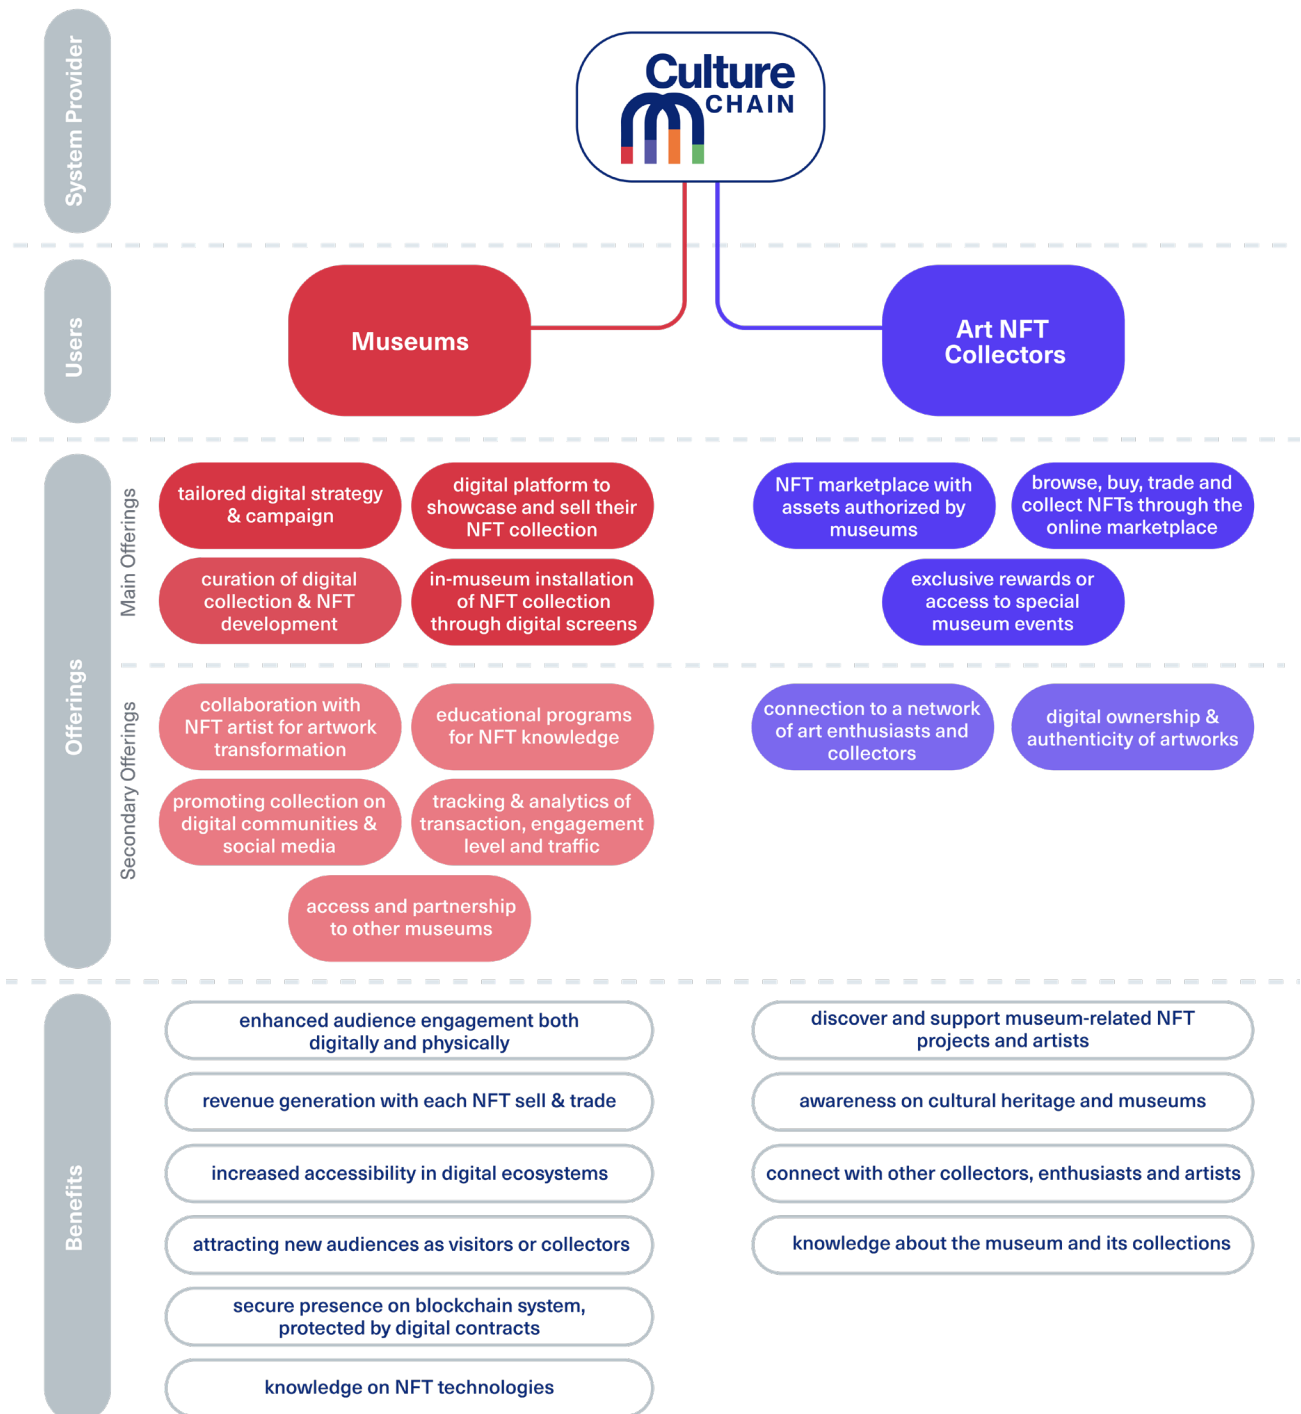 System Provider
Culture
CHAIN
Users
Museums
Art NFT
Collectors
Offerings
Main Offerings
tailored digital strategy
& campaign
digital platform to
showcase and sell their
NFT collection
curation of digital
collection & NFT
development
in-museum installation
of NFT collection
through digital screens
NFT marketplace with
assets authorized by
museums
browse, buy, trade and
collect NFTs through the
online marketplace
exclusive rewards or
access to special
museum events
Secondary Offerings
collaboration with
NFT artist for artwork
transformation
educational programs
for NFT knowledge
promoting collection on
digital communities &
social media
tracking & analytics of
transaction, engagement
level and traffic
access and partnership
to other museums
connection to a network
of art enthusiasts and
collectors
digital ownership &
authenticity of artworks
Benefits
enhanced audience engagement both
digitally and physically
revenue generation with each NFT sell & trade
increased accessibility in digital ecosystems
attracting new audiences as visitors or collectors
secure presence on blockchain system,
protected by digital contracts
knowledge on NFT technologies
discover and support museum-related NFT
projects and artists
awareness on cultural heritage and museums
connect with other collectors, enthusiasts and artists
knowledge about the museum and its collections